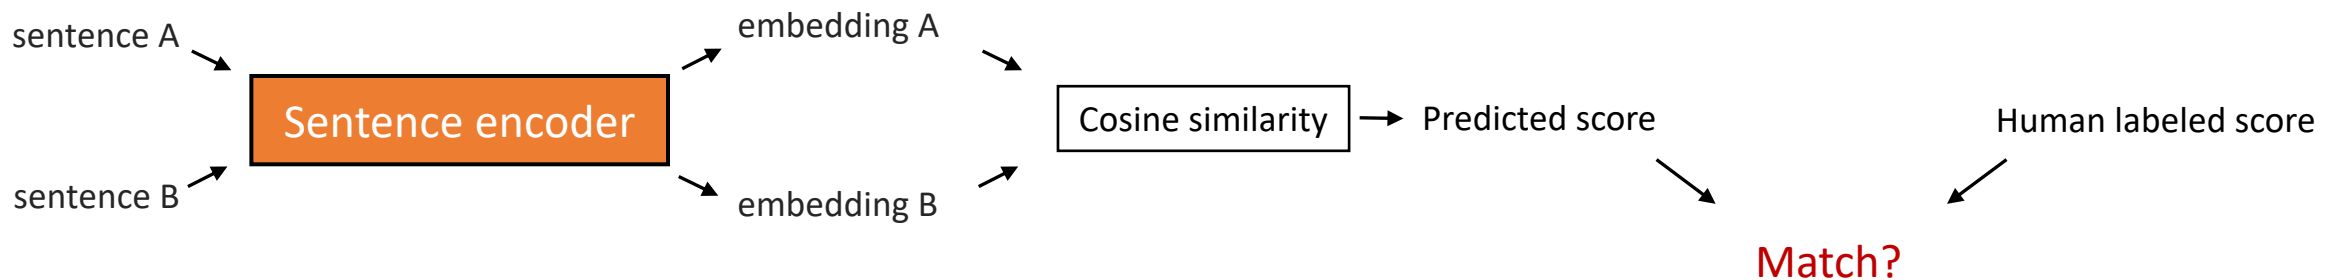 sentence A
sentence B
Sentence encoder
embedding A
embedding B
Cosine similarity
Predicted score
Human labeled score
Match?